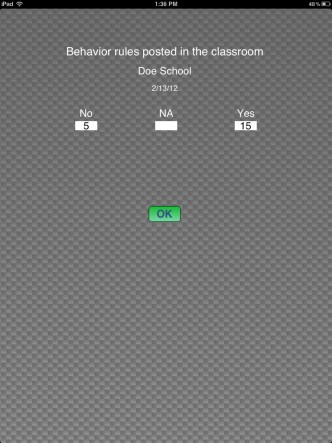 iPad 1:36 PM 48%
Behavior rules posted in the classroom
Doe School
2/13/12
No NA Yes
5 15
OK